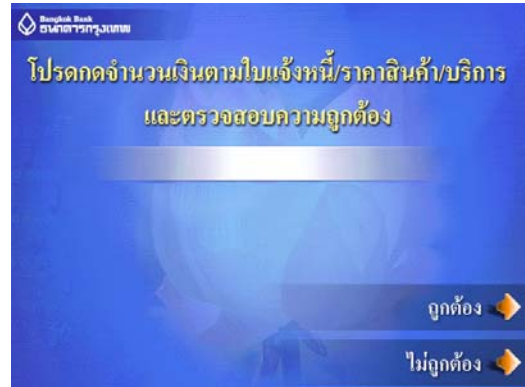 Bangkok Bank
ธนาคารกรุงเทพ
โปรดกดจำนวนเงินตามใบแจ้งหนี้/ราคาสินค้า/บริการ
และตรวจสอบความถูกต้อง
ถูกต้อง
ไม่ถูกต้อง